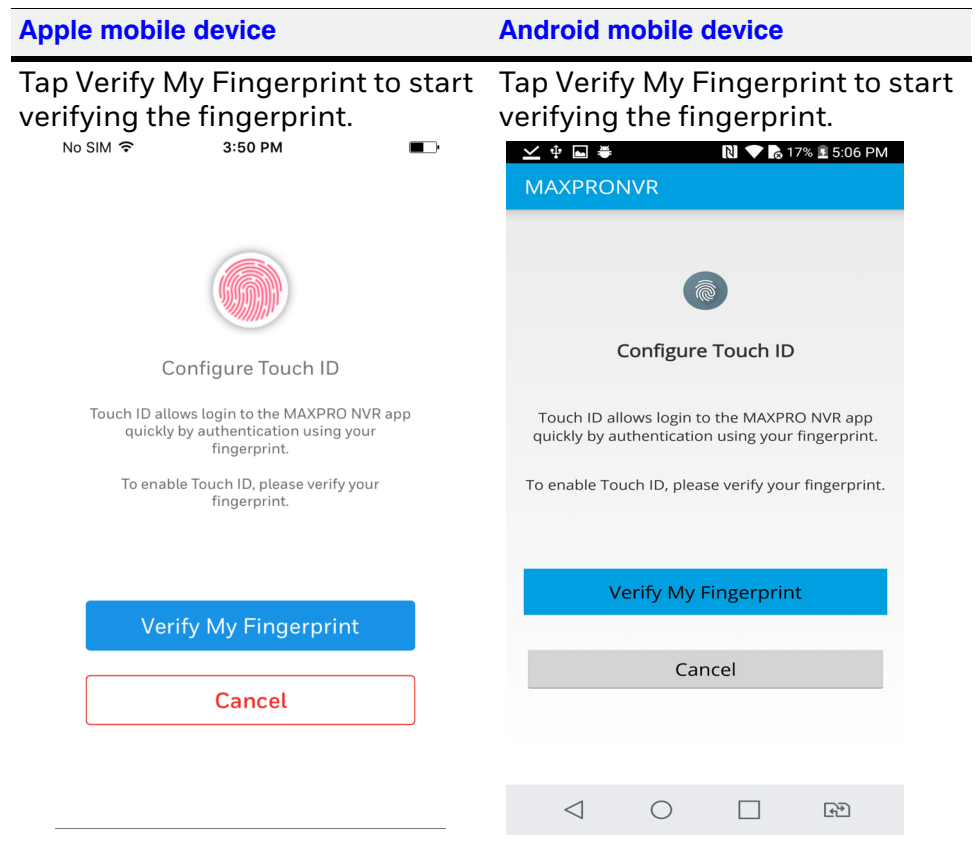 Apple mobile device
Android mobile device
Tap Verify My Fingerprint to start
verifying the fingerprint.
Tap Verify My Fingerprint to start
verifying the fingerprint.
No SIM 3:50 PM
Configure Touch ID
Touch ID allows login to the MAXPRO NVR app
quickly by authentication using your
fingerprint.
To enable Touch ID, please verify your
fingerprint.
Verify My Fingerprint
Cancel
17% 5:06 PM
MAXPRONVR
Configure Touch ID
Touch ID allows login to the MAXPRO NVR app
quickly by authentication using your fingerprint.
To enable Touch ID, please verify your fingerprint.
Verify My Fingerprint
Cancel